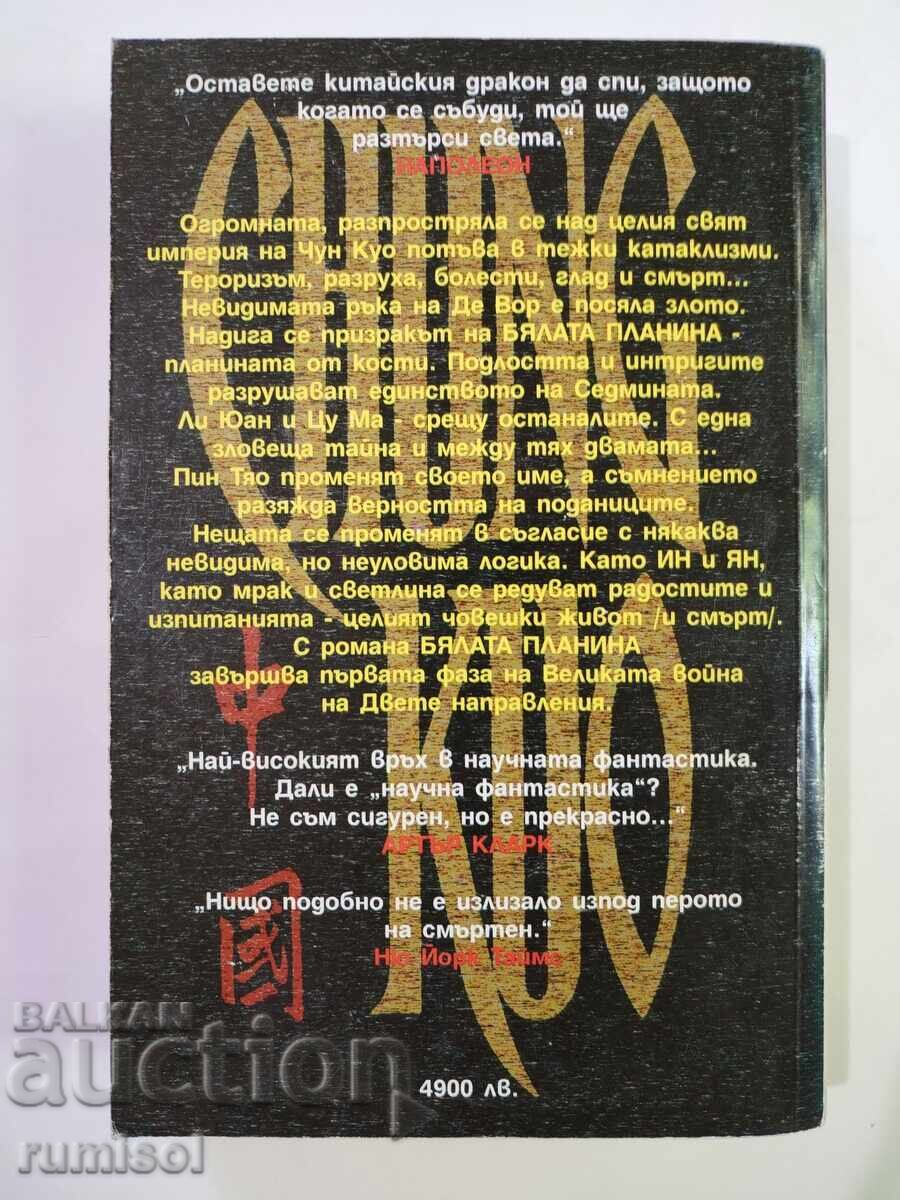 „Оставете китайския дракон да спи, защото
когато се събуди, той ще
разтърси света.“
НАПОЛЕОН
Огромната, разпростряла се над целия свят
империя на Чун Куо потъва в тежки катаклизми.
Тероризъм, разруха, болести, глад и смърт...
Невидимата ръка на Де Вор е посяла злото.
Надига се призракът на БЯЛАТА ПЛАНИНА -
планината от кости. Подлостта и интригите
разрушават единството на Седмината.
Ли Юан и Цу Ма - срещу останалите. С една
зловеща тайна и между тях двамата...
Пин Тяо променят своето име, а съмнението
разяжда верността на поданиците.
Нещата се променят в съгласие с някаква
невидима, но неуловима логика. Като ИН и ЯН,
като мрак и светлина се редуват радостите и
изпитанията - целият човешки живот /и смърт/.
С романа БЯЛАТА ПЛАНИНА
завършва първата фаза на Великата война
на Двете направления.
„Най-високият връх в научната фантастика.
Дали е „научна фантастика“?
Не съм сигурен, но е прекрасно...“
АРТЪР КЛАРК
„Нищо подобно не е излизало изпод перото
на смъртен.“
Ню Йорк Таймс
CHUNG
KUO
中
國
4900 лв.
BALKAN
auction
rumisol